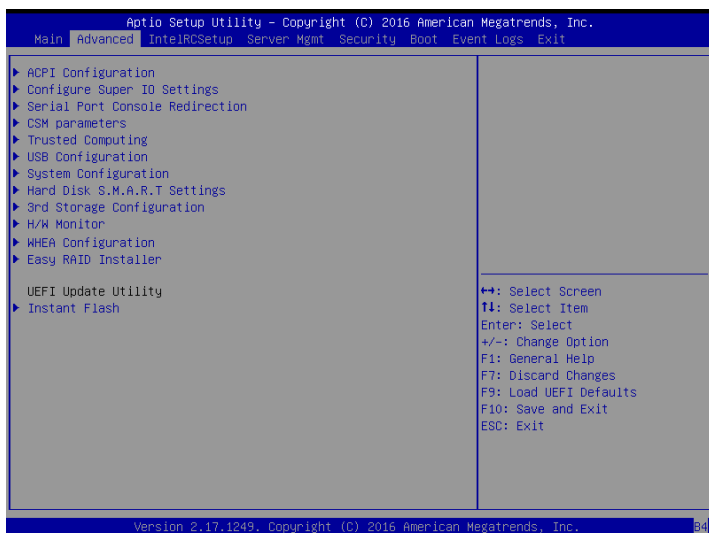 Aptio Setup Utility – Copyright (C) 2016 American Megatrends, Inc.
Main Advanced IntelRCSetup Server Mgmt Security Boot Event Logs Exit
ACPI Configuration
Configure Super IO Settings
Serial Port Console Redirection
CSM parameters
Trusted Computing
USB Configuration
System Configuration
Hard Disk S.M.A.R.T Settings
3rd Storage Configuration
H/W Monitor
WHEA Configuration
Easy RAID Installer
UEFI Update Utility
Instant Flash
↔: Select Screen
↑↓: Select Item
Enter: Select
+/-: Change Option
F1: General Help
F7: Discard Changes
F9: Load UEFI Defaults
F10: Save and Exit
ESC: Exit
Version 2.17.1249. Copyright (C) 2016 American Megatrends, Inc.
B4